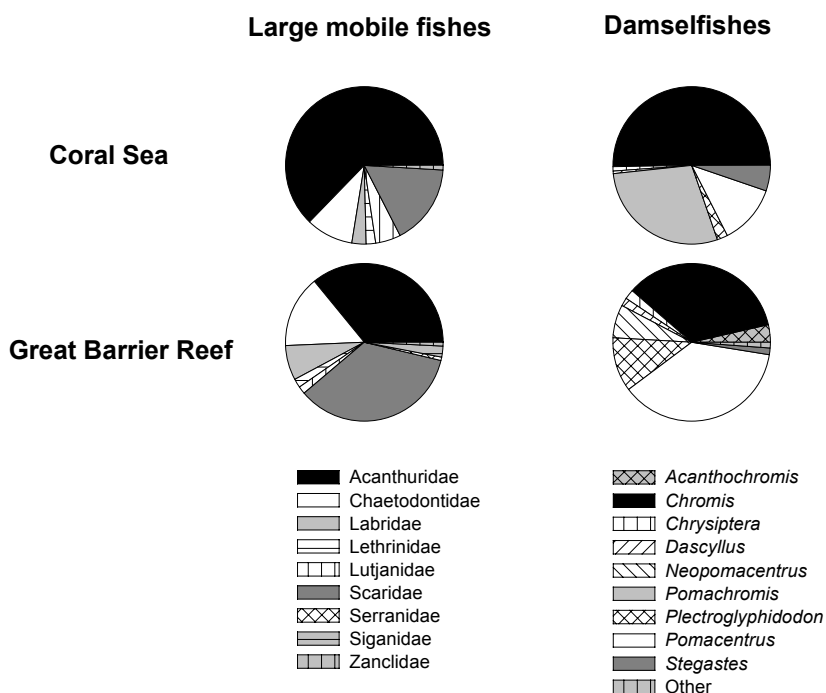 Large mobile fishes
Damselfishes
Coral Sea
Great Barrier Reef
Acanthuridae
Chaetodontidae
Labridae
Lethrinidae
Lutjanidae
Scaridae
Serranidae
Siganidae
Zanclidae
Acanthochromis
Chromis
Chrysiptera
Dascyllus
Neopomacentrus
Pomachromis
Plectroglyphidodon
Pomacentrus
Stegastes
Other